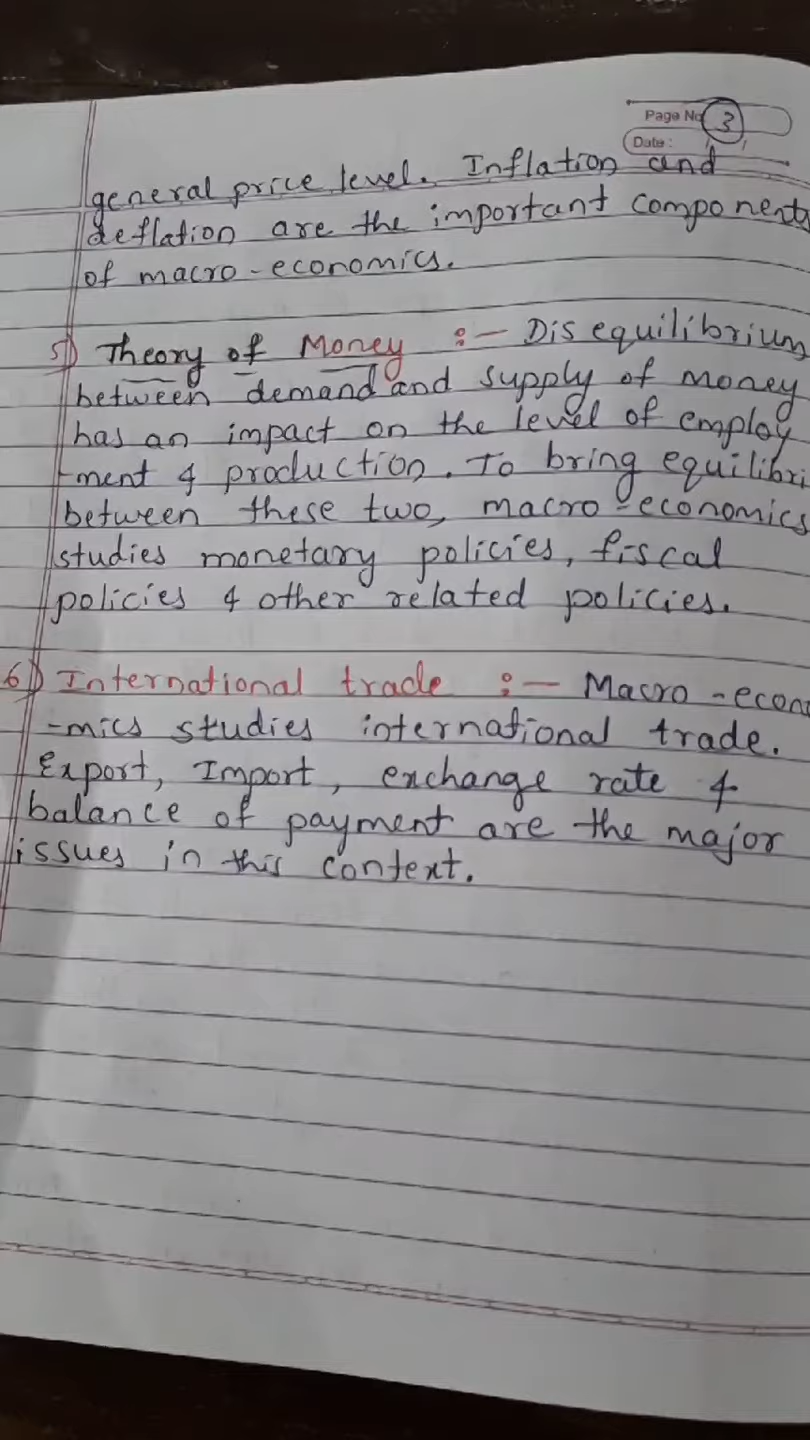 Page No 3
Date :
general price level. Inflation and
deflation are the important components
of macro-economics.
5) Theory of Money :- Disequilibrium
between demand and supply of money
has an impact on the level of employ
-ment & production. To bring equilibri
between these two, macro-economics
studies monetary policies, fiscal
policies & other related policies.
6) International trade :- Macro-econo
-mics studies international trade.
Export, Import, exchange rate &
balance of payment are the major
issues in this context.